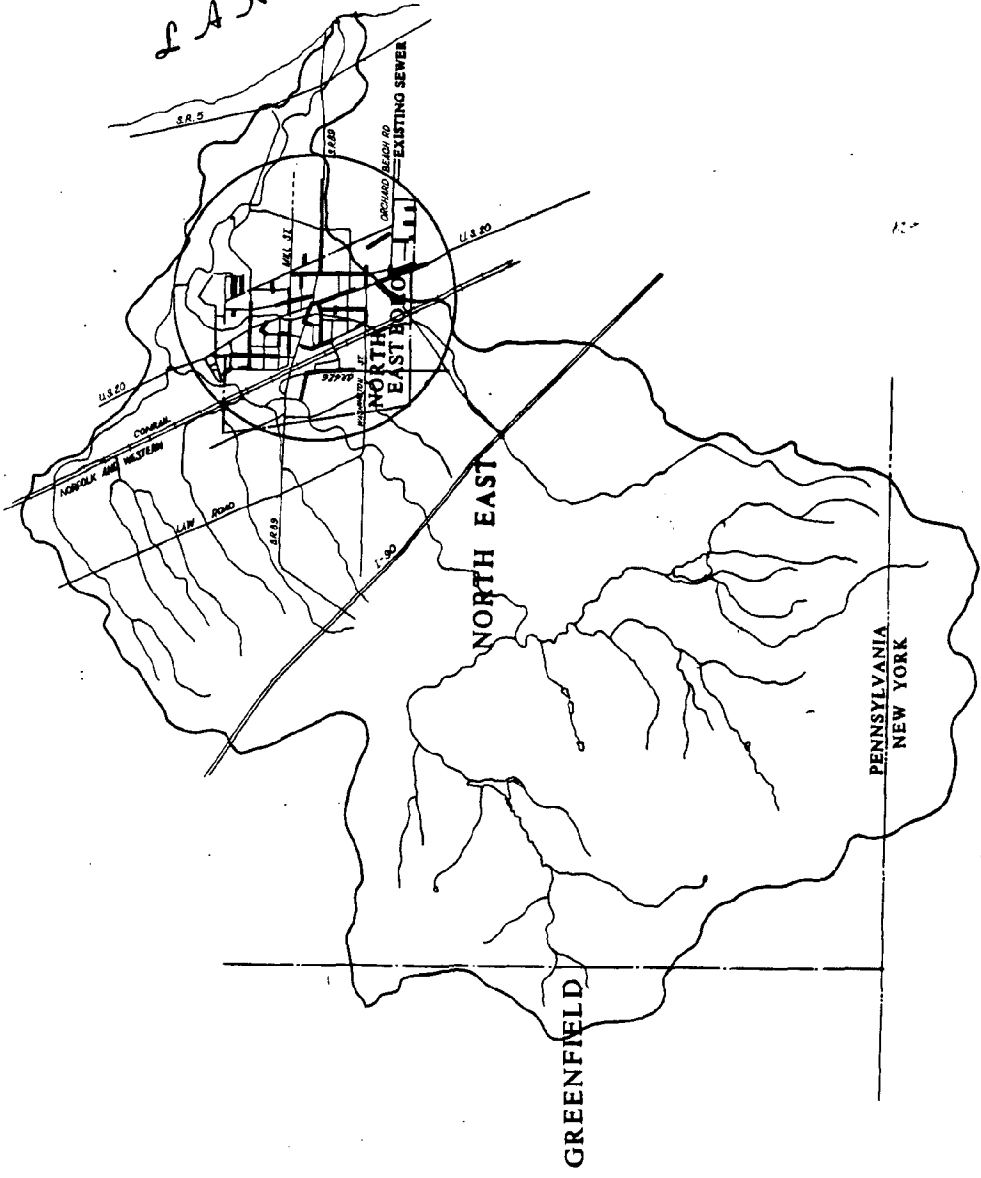 L A
S.R. 5
S.R.89
ORCHARD BEACH RD
EXISTING SEWER
MILL ST
U.S. 20
U.S. 20
NORTH
EAST BORO
WASHINGTON ST
CONRAIL
NORFOLK AND WESTERN
LAW ROAD
S.R.89
I-90
NORTH EAST
PENNSYLVANIA
NEW YORK
GREENFIELD